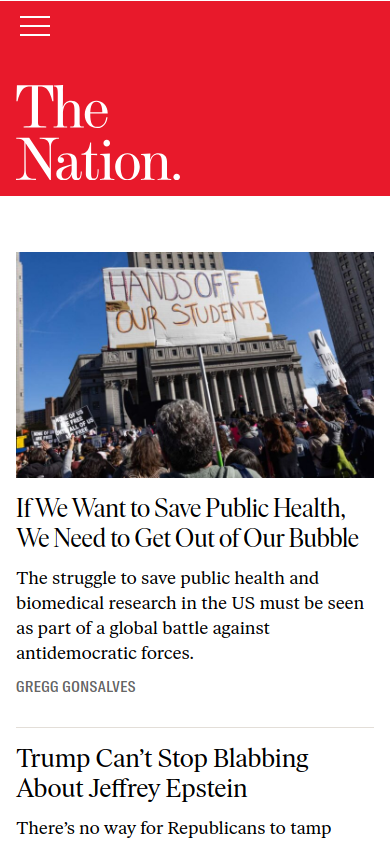 The
Nation.
HANDS OFF
OUR STUDENTS
If We Want to Save Public Health,
We Need to Get Out of Our Bubble
The struggle to save public health and
biomedical research in the US must be seen
as part of a global battle against
antidemocratic forces.
GREGG GONSALVES
Trump Can’t Stop Blabbing
About Jeffrey Epstein
There’s no way for Republicans to tamp